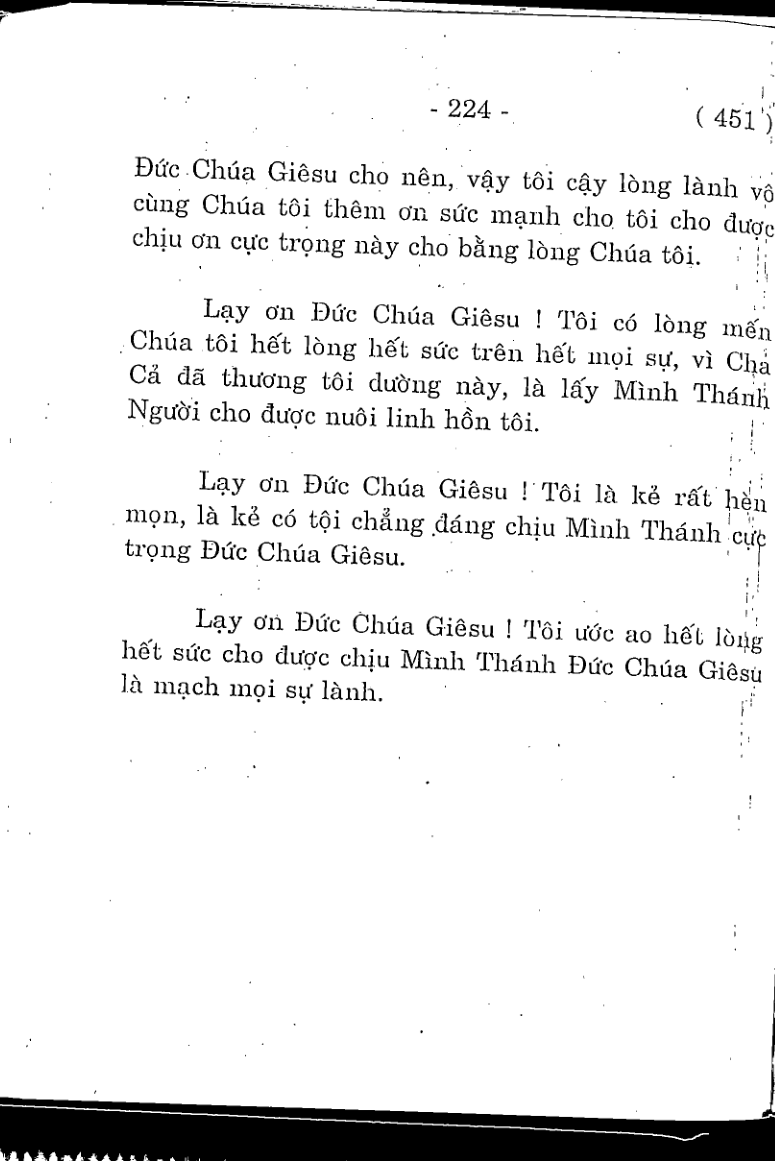 - 224 -
( 451 )
Đức Chúa Giêsu cho nên, vậy tôi cậy lòng lành vô
cùng Chúa tôi thêm ơn sức mạnh cho tôi cho được
chịu ơn cực trọng này cho bằng lòng Chúa tôi.
Lạy ơn Đức Chúa Giêsu ! Tôi có lòng mến
Chúa tôi hết lòng hết sức trên hết mọi sự, vì Cha
Cả đã thương tôi dường này, là lấy Mình Thánh
Người cho được nuôi linh hồn tôi.
Lạy ơn Đức Chúa Giêsu ! Tôi là kẻ rất hèn
mọn, là kẻ có tội chẳng đáng chịu Mình Thánh cực
trọng Đức Chúa Giêsu.
Lạy ơn Đức Chúa Giêsu ! Tôi ước ao hết lòng
hết sức cho được chịu Mình Thánh Đức Chúa Giêsu
là mạch mọi sự lành.